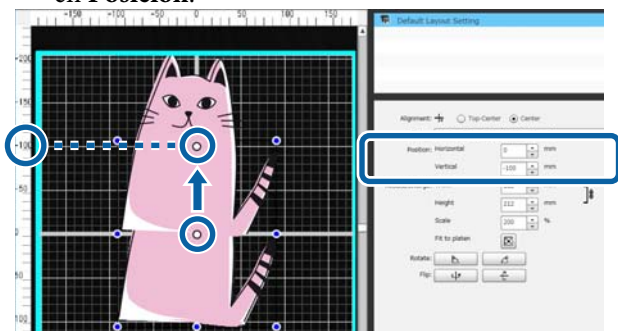 en Posición.
-150 -100 -50 0 50 100 150
Default Layout Setting
-200
-150
-100
-50
0
50
100
Alignment: Top-Center Center
Position: Horizontal 0 mm
Vertical -100 mm
Height 212 mm
Scale 200 %
Fit to platen
Rotate:
Flip: